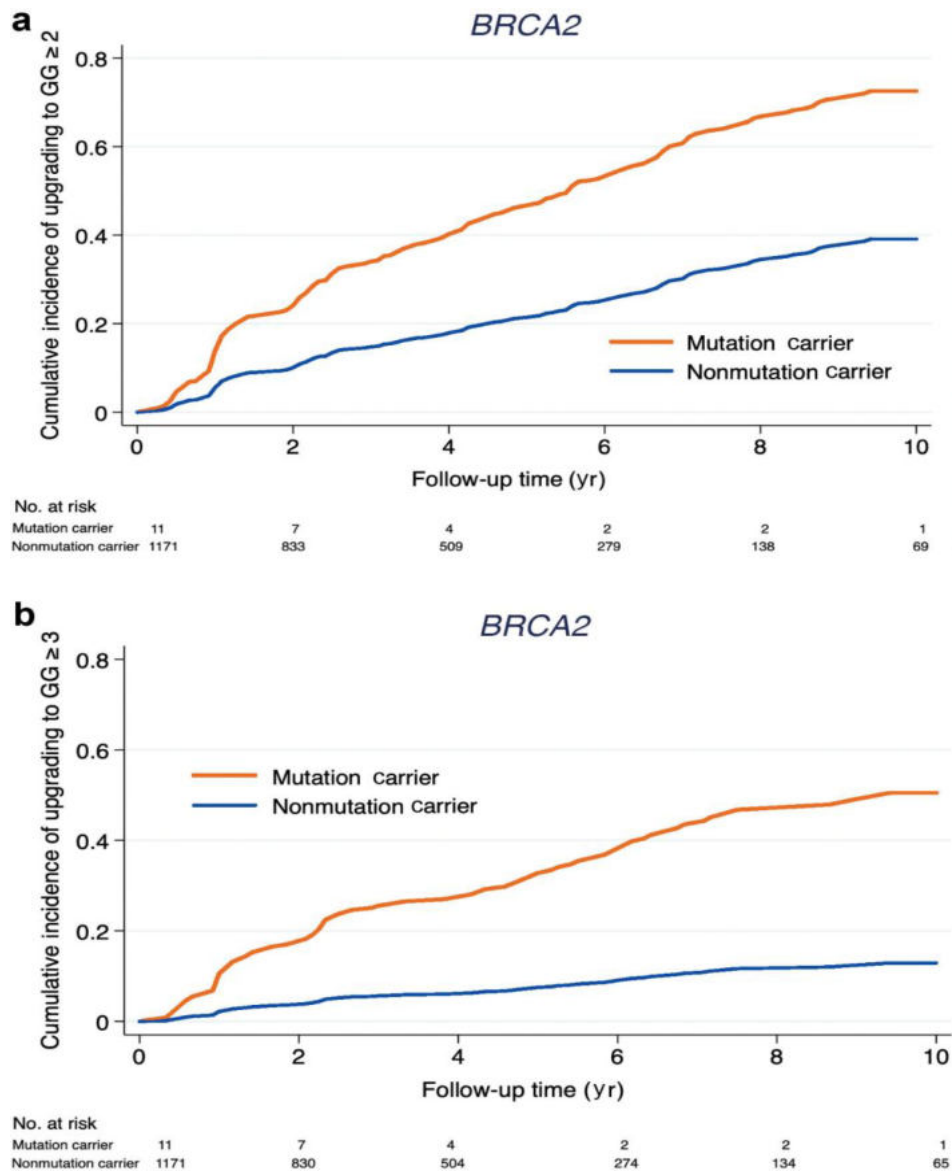 a
BRCA2
Cumulative incidence of upgrading to GG ≥ 2
0.8
0.6
0.4
0.2
0
Mutation carrier
Nonmutation carrier
0 2 4 6 8 10
Follow-up time (yr)
No. at risk
Mutation carrier 11 7 4 2 2 1
Nonmutation carrier 1171 833 509 279 138 69
b
BRCA2
Cumulative incidence of upgrading to GG ≥ 3
0.8
0.6
0.4
0.2
0
Mutation carrier
Nonmutation carrier
0 2 4 6 8 10
Follow-up time (yr)
No. at risk
Mutation carrier 11 7 4 2 2 1
Nonmutation carrier 1171 830 504 274 134 65